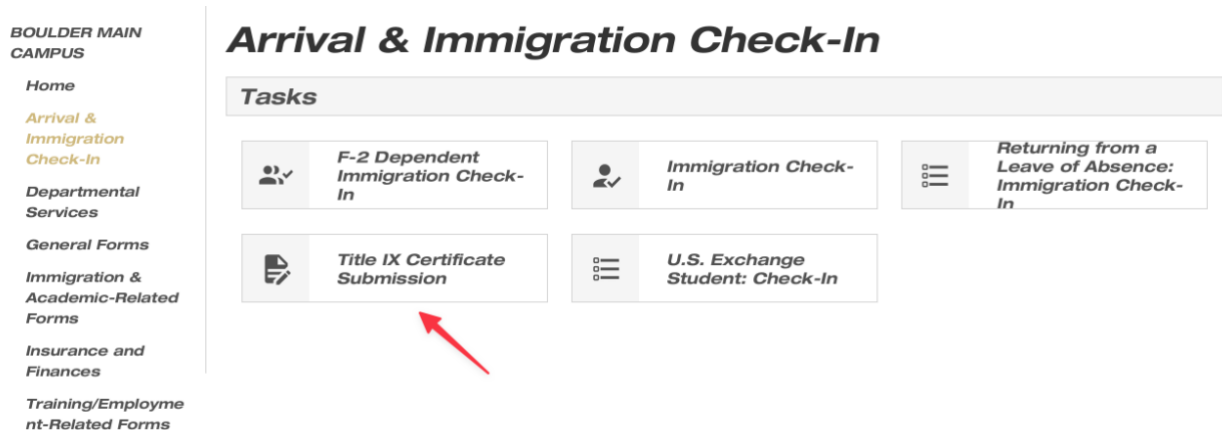 BOULDER MAIN
CAMPUS
Home
Arrival &
Immigration
Check-In
Departmental
Services
General Forms
Immigration &
Academic-Related
Forms
Insurance and
Finances
Training/Employme
nt-Related Forms
Arrival & Immigration Check-In
Tasks
F-2 Dependent
Immigration Check-
In
Immigration Check-
In
Returning from a
Leave of Absence:
Immigration Check-
In
Title IX Certificate
Submission
U.S. Exchange
Student: Check-In